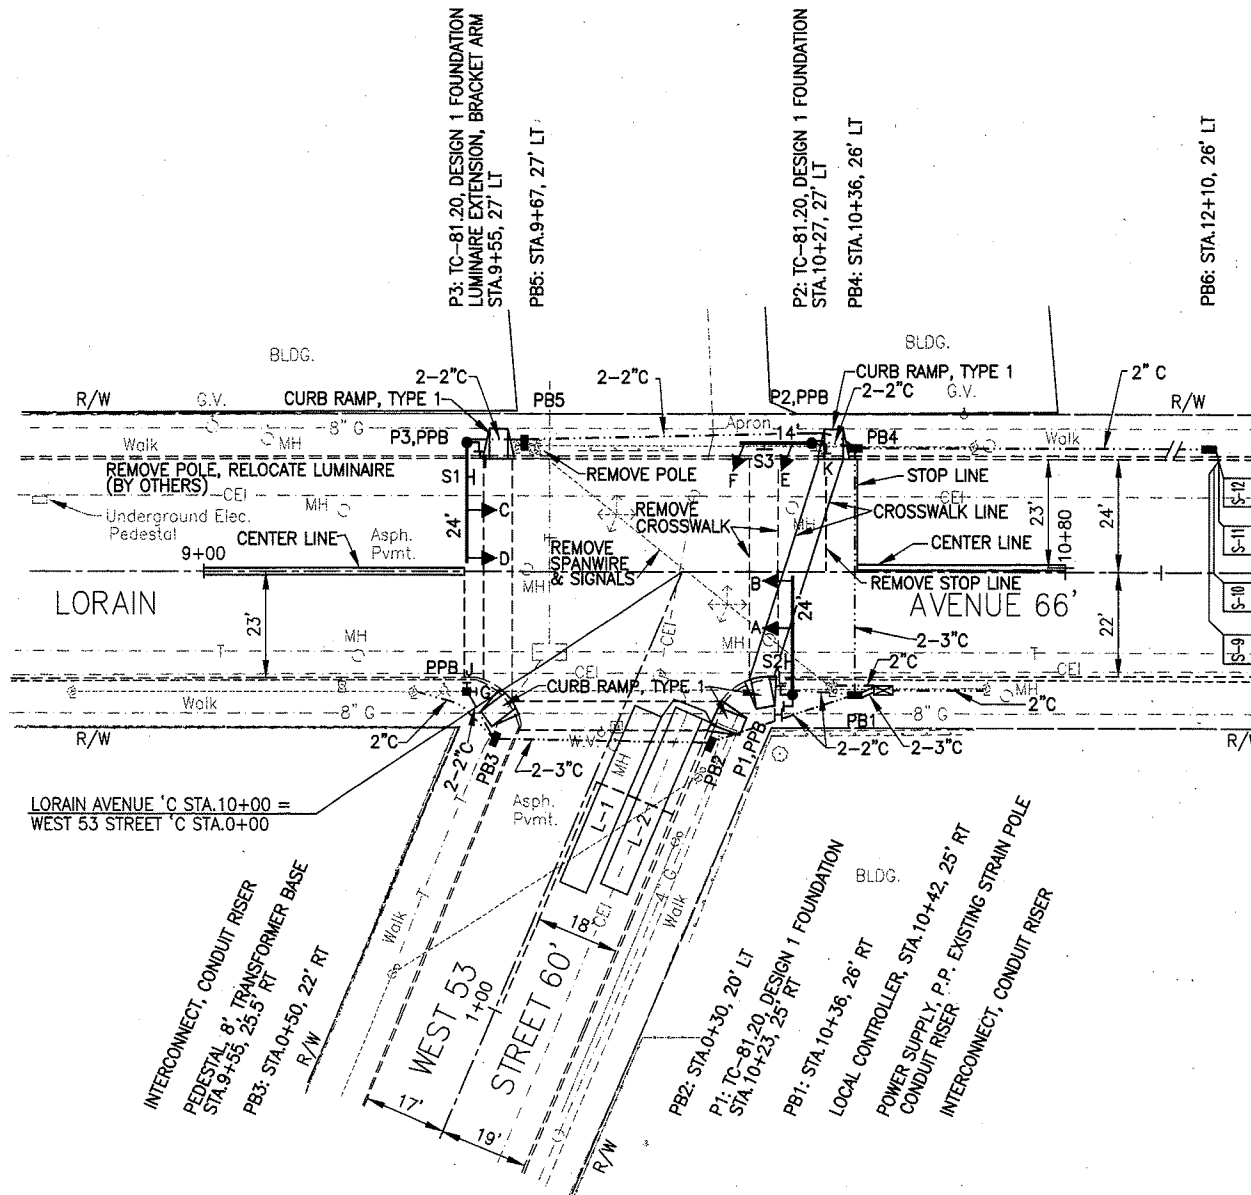 P3: TC-81.20, DESIGN 1 FOUNDATION
LUMINAIRE EXTENSION, BRACKET ARM
STA.9+55, 27' LT
PB5: STA.9+67, 27' LT
P2: TC-81.20, DESIGN 1 FOUNDATION
STA.10+27, 27' LT
PB4: STA.10+36, 26' LT
PB6: STA.12+10, 26' LT
BLDG.
BLDG.
R/W
G.V.
CURB RAMP, TYPE 1
2-2"C
PB5
2-2"C
P2,PPB
CURB RAMP, TYPE 1
2-2"C
G.V.
2" C
R/W
Walk
MH
8" G
P3,PPB
Apron
14'
PB4
Walk
REMOVE POLE, RELOCATE LUMINAIRE
(BY OTHERS)
S1
H
REMOVE POLE
F
S3
E
K
STOP LINE
CEI
Underground Elec.
Pedestal
MH
C
24'
REMOVE
CROSSWALK
MH
CROSSWALK LINE
CEI
23'
24'
10+80
S-12
S-11
S-10
S-9
9+00
CENTER LINE
Asph.
Pvmt.
D
MH
REMOVE
SPANWIRE
& SIGNALS
CENTER LINE
REMOVE STOP LINE
B
24'
A
LORAIN
AVENUE 66'
23'
22'
MH
T
MH
2-3"C
T
PPB
J
G
CEI
S2
H
2"C
CEI
CURB RAMP, TYPE 1
MH
2"C
Walk
8" G
R/W
2"C
2-2"C
PB3
2-3"C
W.V.
MH
PB2
P1,PPB
2-2"C
PB1
2-3"C
8" G
R/W
LORAIN AVENUE 'C STA.10+00 =
WEST 53 STREET 'C STA.0+00
Asph.
Pvmt.
L-1
L-2
T
T
CEI
4" G
Walk
Walk
BLDG.
18'
WEST 53
1+00
STREET 60'
R/W
17'
19'
R/W
INTERCONNECT, CONDUIT RISER
PEDESTAL 8', TRANSFORMER BASE
STA.9+55, 25.5' RT
PB3: STA.0+50, 22' RT
PB2: STA.0+30, 20' LT
P1: TC-81.20, DESIGN 1 FOUNDATION
STA.10+23, 25' RT
PB1: STA.10+36, 26' RT
LOCAL CONTROLLER, STA.10+42, 25' RT
POWER SUPPLY, P.P. EXISTING STRAIN POLE
CONDUIT RISER
INTERCONNECT, CONDUIT RISER